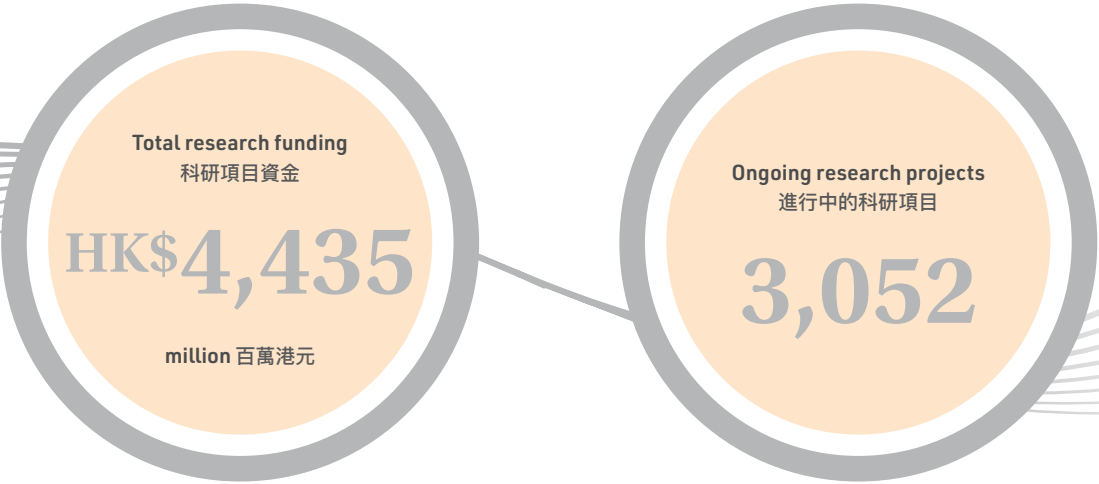 Total research funding
科研項目資金
HK$4,435
million 百萬港元
Ongoing research projects
進行中的科研項目
3,052